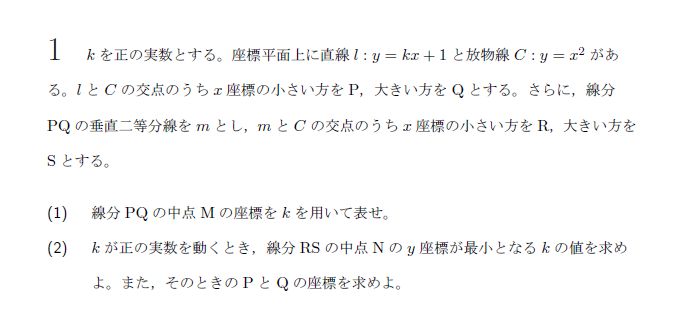 1 kを正の実数とする。座標平面上に直線 l : y = kx + 1 と放物線 C : y = x² があ
る。l と C の交点のうち x 座標の小さい方を P，大きい方を Q とする。さらに，線分
PQ の垂直二等分線を m とし，m と C の交点のうち x 座標の小さい方を R，大きい方を
S とする。
(1) 線分 PQ の中点 M の座標を k を用いて表せ。
(2) k が正の実数を動くとき，線分 RS の中点 N の y 座標が最小となる k の値を求め
よ。また，そのときの P と Q の座標を求めよ。